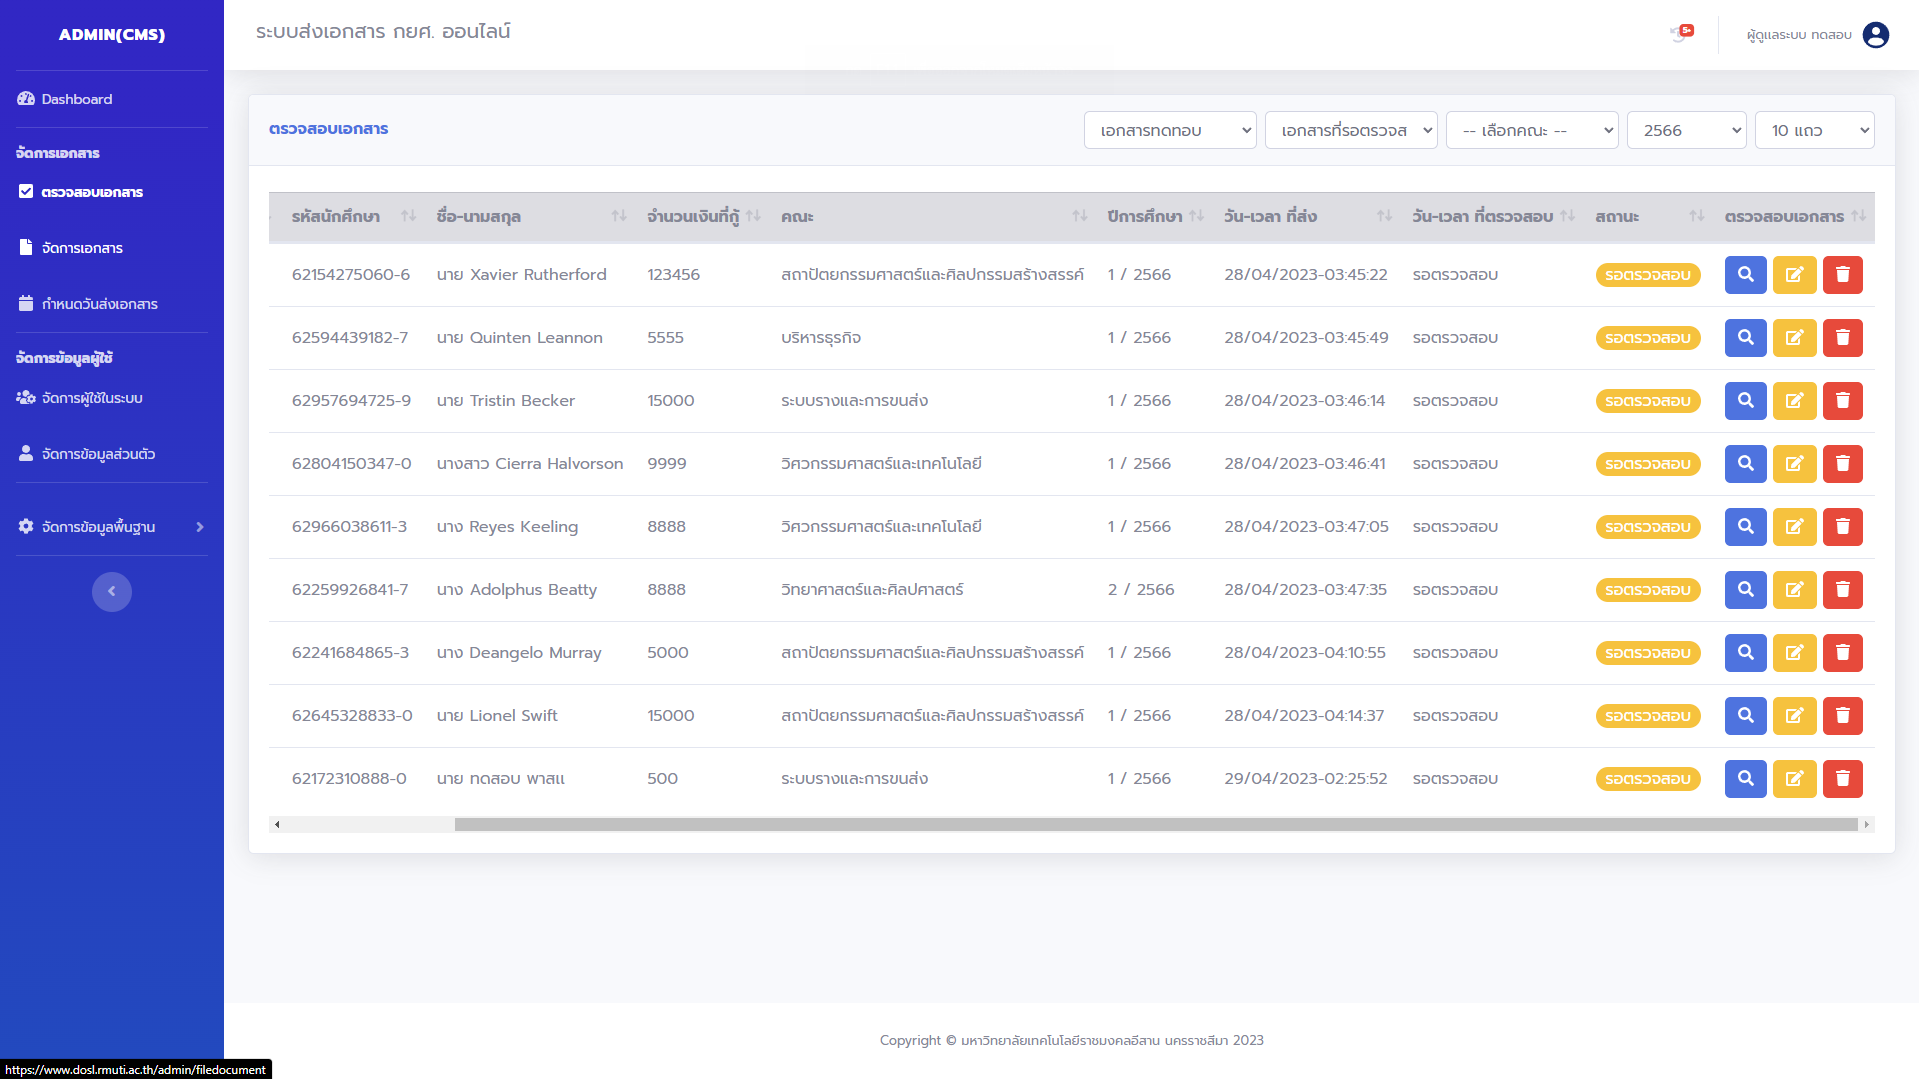 ADMIN(CMS)
Dashboard
จัดการเอกสาร
ตรวจสอบเอกสาร
จัดการเอกสาร
กำหนดวันส่งเอกสาร
จัดการข้อมูลผู้ใช้
จัดการผู้ใช้ในระบบ
จัดการข้อมูลส่วนตัว
จัดการข้อมูลพื้นฐาน
ระบบส่งเอกสาร กยศ. ออนไลน์
5+
ผู้ดูแลระบบ ทดสอบ
ตรวจสอบเอกสาร
เอกสารทดทอบ เอกสารที่รอตรวจส -- เลือกคณะ -- 2566 10 แถว
รหัสนักศึกษา ชื่อ-นามสกุล จำนวนเงินที่กู้ คณะ ปีการศึกษา วัน-เวลา ที่ส่ง วัน-เวลา ที่ตรวจสอบ สถานะ ตรวจสอบเอกสาร
62154275060-6 นาย Xavier Rutherford 123456 สถาปัตยกรรมศาสตร์และศิลปกรรมสร้างสรรค์ 1 / 2566 28/04/2023-03:45:22 รอตรวจสอบ รอตรวจสอบ
62594439182-7 นาย Quinten Leannon 5555 บริหารธุรกิจ 1 / 2566 28/04/2023-03:45:49 รอตรวจสอบ รอตรวจสอบ
62957694725-9 นาย Tristin Becker 15000 ระบบรางและการขนส่ง 1 / 2566 28/04/2023-03:46:14 รอตรวจสอบ รอตรวจสอบ
62804150347-0 นางสาว Cierra Halvorson 9999 วิศวกรรมศาสตร์และเทคโนโลยี 1 / 2566 28/04/2023-03:46:41 รอตรวจสอบ รอตรวจสอบ
62966038611-3 นาง Reyes Keeling 8888 วิศวกรรมศาสตร์และเทคโนโลยี 1 / 2566 28/04/2023-03:47:05 รอตรวจสอบ รอตรวจสอบ
62259926841-7 นาง Adolphus Beatty 8888 วิทยาศาสตร์และศิลปศาสตร์ 2 / 2566 28/04/2023-03:47:35 รอตรวจสอบ รอตรวจสอบ
62241684865-3 นาง Deangelo Murray 5000 สถาปัตยกรรมศาสตร์และศิลปกรรมสร้างสรรค์ 1 / 2566 28/04/2023-04:10:55 รอตรวจสอบ รอตรวจสอบ
62645328833-0 นาย Lionel Swift 15000 สถาปัตยกรรมศาสตร์และศิลปกรรมสร้างสรรค์ 1 / 2566 28/04/2023-04:14:37 รอตรวจสอบ รอตรวจสอบ
62172310888-0 นาย ทดสอบ พาสแ 500 ระบบรางและการขนส่ง 1 / 2566 29/04/2023-02:25:52 รอตรวจสอบ รอตรวจสอบ
Copyright © มหาวิทยาลัยเทคโนโลยีราชมงคลอีสาน นครราชสีมา 2023
https://www.dosl.rmuti.ac.th/admin/filedocument